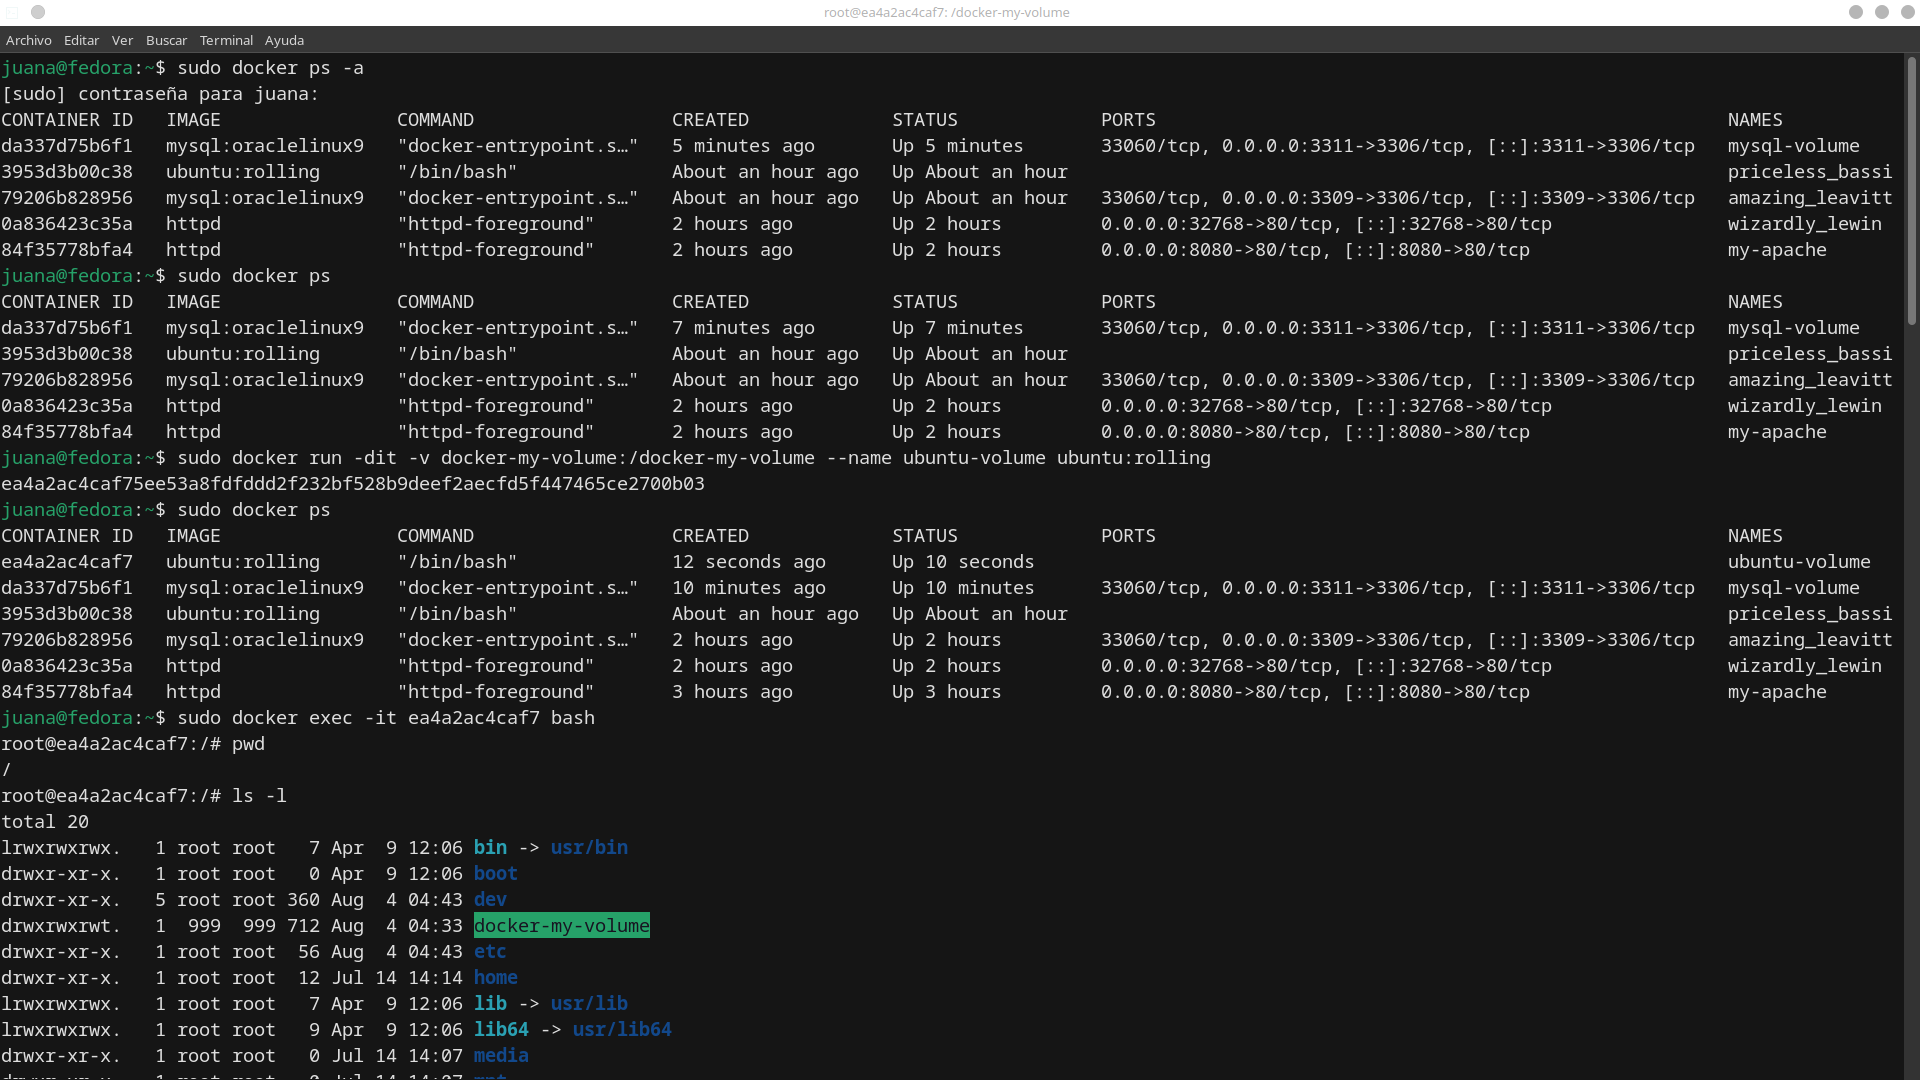 root@ea4a2ac4caf7: /docker-my-volume
Archivo Editar Ver Buscar Terminal Ayuda
juana@fedora:~$ sudo docker ps -a
[sudo] contraseña para juana:
CONTAINER ID   IMAGE                COMMAND                  CREATED             STATUS             PORTS                                                    NAMES
da337d75b6f1   mysql:oraclelinux9   "docker-entrypoint.s…"   5 minutes ago       Up 5 minutes       33060/tcp, 0.0.0.0:3311->3306/tcp, [::]:3311->3306/tcp   mysql-volume
3953d3b00c38   ubuntu:rolling       "/bin/bash"              About an hour ago   Up About an hour                                                            priceless_bassi
79206b828956   mysql:oraclelinux9   "docker-entrypoint.s…"   About an hour ago   Up About an hour   33060/tcp, 0.0.0.0:3309->3306/tcp, [::]:3309->3306/tcp   amazing_leavitt
0a836423c35a   httpd                "httpd-foreground"       2 hours ago         Up 2 hours         0.0.0.0:32768->80/tcp, [::]:32768->80/tcp                wizardly_lewin
84f35778bfa4   httpd                "httpd-foreground"       2 hours ago         Up 2 hours         0.0.0.0:8080->80/tcp, [::]:8080->80/tcp                  my-apache
juana@fedora:~$ sudo docker ps
CONTAINER ID   IMAGE                COMMAND                  CREATED             STATUS             PORTS                                                    NAMES
da337d75b6f1   mysql:oraclelinux9   "docker-entrypoint.s…"   7 minutes ago       Up 7 minutes       33060/tcp, 0.0.0.0:3311->3306/tcp, [::]:3311->3306/tcp   mysql-volume
3953d3b00c38   ubuntu:rolling       "/bin/bash"              About an hour ago   Up About an hour                                                            priceless_bassi
79206b828956   mysql:oraclelinux9   "docker-entrypoint.s…"   About an hour ago   Up About an hour   33060/tcp, 0.0.0.0:3309->3306/tcp, [::]:3309->3306/tcp   amazing_leavitt
0a836423c35a   httpd                "httpd-foreground"       2 hours ago         Up 2 hours         0.0.0.0:32768->80/tcp, [::]:32768->80/tcp                wizardly_lewin
84f35778bfa4   httpd                "httpd-foreground"       2 hours ago         Up 2 hours         0.0.0.0:8080->80/tcp, [::]:8080->80/tcp                  my-apache
juana@fedora:~$ sudo docker run -dit -v docker-my-volume:/docker-my-volume --name ubuntu-volume ubuntu:rolling
ea4a2ac4caf75ee53a8fdfddd2f232bf528b9deef2aecfd5f447465ce2700b03
juana@fedora:~$ sudo docker ps
CONTAINER ID   IMAGE                COMMAND                  CREATED             STATUS             PORTS                                                    NAMES
ea4a2ac4caf7   ubuntu:rolling       "/bin/bash"              12 seconds ago      Up 10 seconds                                                               ubuntu-volume
da337d75b6f1   mysql:oraclelinux9   "docker-entrypoint.s…"   10 minutes ago      Up 10 minutes      33060/tcp, 0.0.0.0:3311->3306/tcp, [::]:3311->3306/tcp   mysql-volume
3953d3b00c38   ubuntu:rolling       "/bin/bash"              About an hour ago   Up About an hour                                                            priceless_bassi
79206b828956   mysql:oraclelinux9   "docker-entrypoint.s…"   2 hours ago         Up 2 hours         33060/tcp, 0.0.0.0:3309->3306/tcp, [::]:3309->3306/tcp   amazing_leavitt
0a836423c35a   httpd                "httpd-foreground"       2 hours ago         Up 2 hours         0.0.0.0:32768->80/tcp, [::]:32768->80/tcp                wizardly_lewin
84f35778bfa4   httpd                "httpd-foreground"       3 hours ago         Up 3 hours         0.0.0.0:8080->80/tcp, [::]:8080->80/tcp                  my-apache
juana@fedora:~$ sudo docker exec -it ea4a2ac4caf7 bash
root@ea4a2ac4caf7:/# pwd
/
root@ea4a2ac4caf7:/# ls -l
total 20
lrwxrwxrwx.   1 root root   7 Apr  9 12:06 bin -> usr/bin
drwxr-xr-x.   1 root root   0 Apr  9 12:06 boot
drwxr-xr-x.   5 root root 360 Aug  4 04:43 dev
drwxrwxrwt.   1  999  999 712 Aug  4 04:33 docker-my-volume
drwxr-xr-x.   1 root root  56 Aug  4 04:43 etc
drwxr-xr-x.   1 root root  12 Jul 14 14:14 home
lrwxrwxrwx.   1 root root   7 Apr  9 12:06 lib -> usr/lib
lrwxrwxrwx.   1 root root   9 Apr  9 12:06 lib64 -> usr/lib64
drwxr-xr-x.   1 root root   0 Jul 14 14:07 media